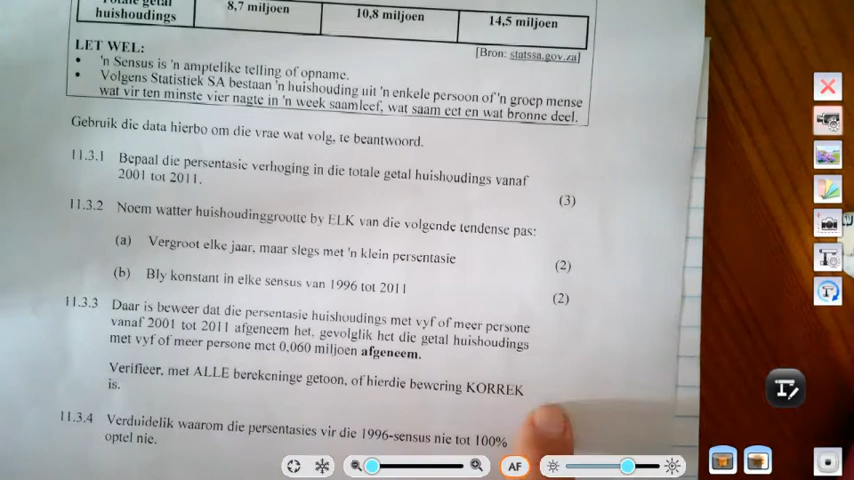 Totale getal
huishoudings
8,7 miljoen
10,8 miljoen
14,5 miljoen
[Bron: statssa.gov.za]
LET WEL:
• 'n Sensus is 'n amptelike telling of opname.
• Volgens Statistiek SA bestaan 'n huishouding uit 'n enkele persoon of 'n groep mense
wat vir ten minste vier nagte in 'n week saamleef, wat saam eet en wat bronne deel.
Gebruik die data hierbo om die vrae wat volg, te beantwoord.
11.3.1 Bepaal die persentasie verhoging in die totale getal huishoudings vanaf
2001 tot 2011.
(3)
11.3.2 Noem watter huishoudinggrootte by ELK van die volgende tendense pas:
(a) Vergroot elke jaar, maar slegs met 'n klein persentasie
(2)
(b) Bly konstant in elke sensus van 1996 tot 2011
(2)
11.3.3 Daar is beweer dat die persentasie huishoudings met vyf of meer persone
vanaf 2001 tot 2011 afgeneem het, gevolglik het die getal huishoudings
met vyf of meer persone met 0,060 miljoen afgeneem.
Verifieer, met ALLE berekeninge getoon, of hierdie bewering KORREK
is.
11.3.4 Verduidelik waarom die persentasies vir die 1996-sensus nie tot 100%
optel nie.
AF